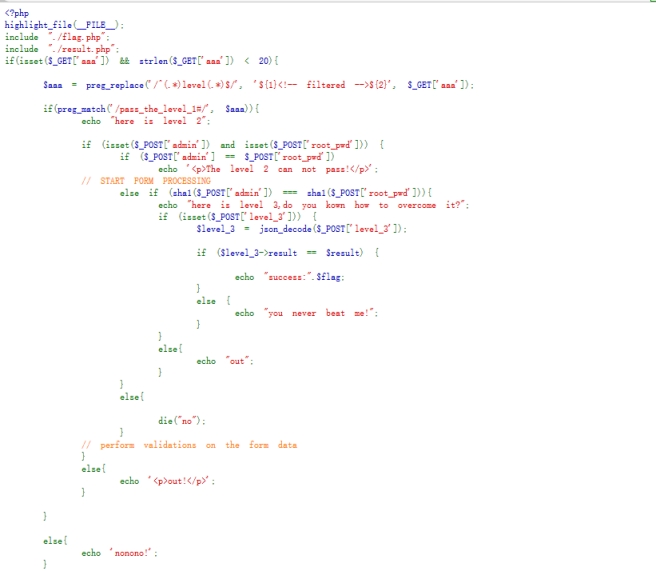 <?php
highlight_file(__FILE__);
include "./flag.php";
include "./result.php";
if(isset($_GET['aaa']) && strlen($_GET['aaa']) < 20){
$aaa = preg_replace('/^(.*)level(.*)$/', '${1}<!-- filtered -->${2}', $_GET['aaa']);
if(preg_match('/pass_the_level_1#/', $aaa)){
echo "here is level 2";
if (isset($_POST['admin']) and isset($_POST['root_pwd'])) {
if ($_POST['admin'] == $_POST['root_pwd'])
echo '<p>The level 2 can not pass!</p>';
// START FORM PROCESSING
else if (sha1($_POST['admin']) === sha1($_POST['root_pwd'])){
echo "here is level 3,do you kown how to overcome it?";
if (isset($_POST['level_3'])) {
$level_3 = json_decode($_POST['level_3']);
if ($level_3->result == $result) {
echo "success:".$flag;
}
else {
echo "you never beat me!";
}
}
else{
echo "out";
}
}
else{
die("no");
}
// perform validations on the form data
}
else{
echo '<p>out!</p>';
}
}
else{
echo 'nonono!';
}